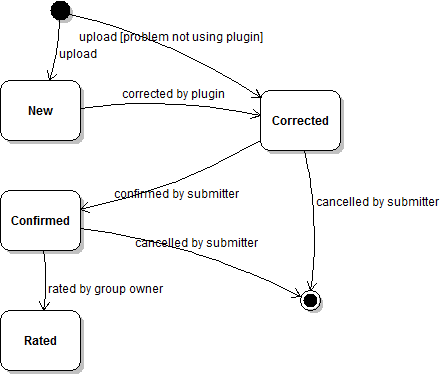 upload [problem not using plugin]
upload
New
corrected by plugin
Corrected
confirmed by submitter
cancelled by submitter
Confirmed
cancelled by submitter
rated by group owner
Rated